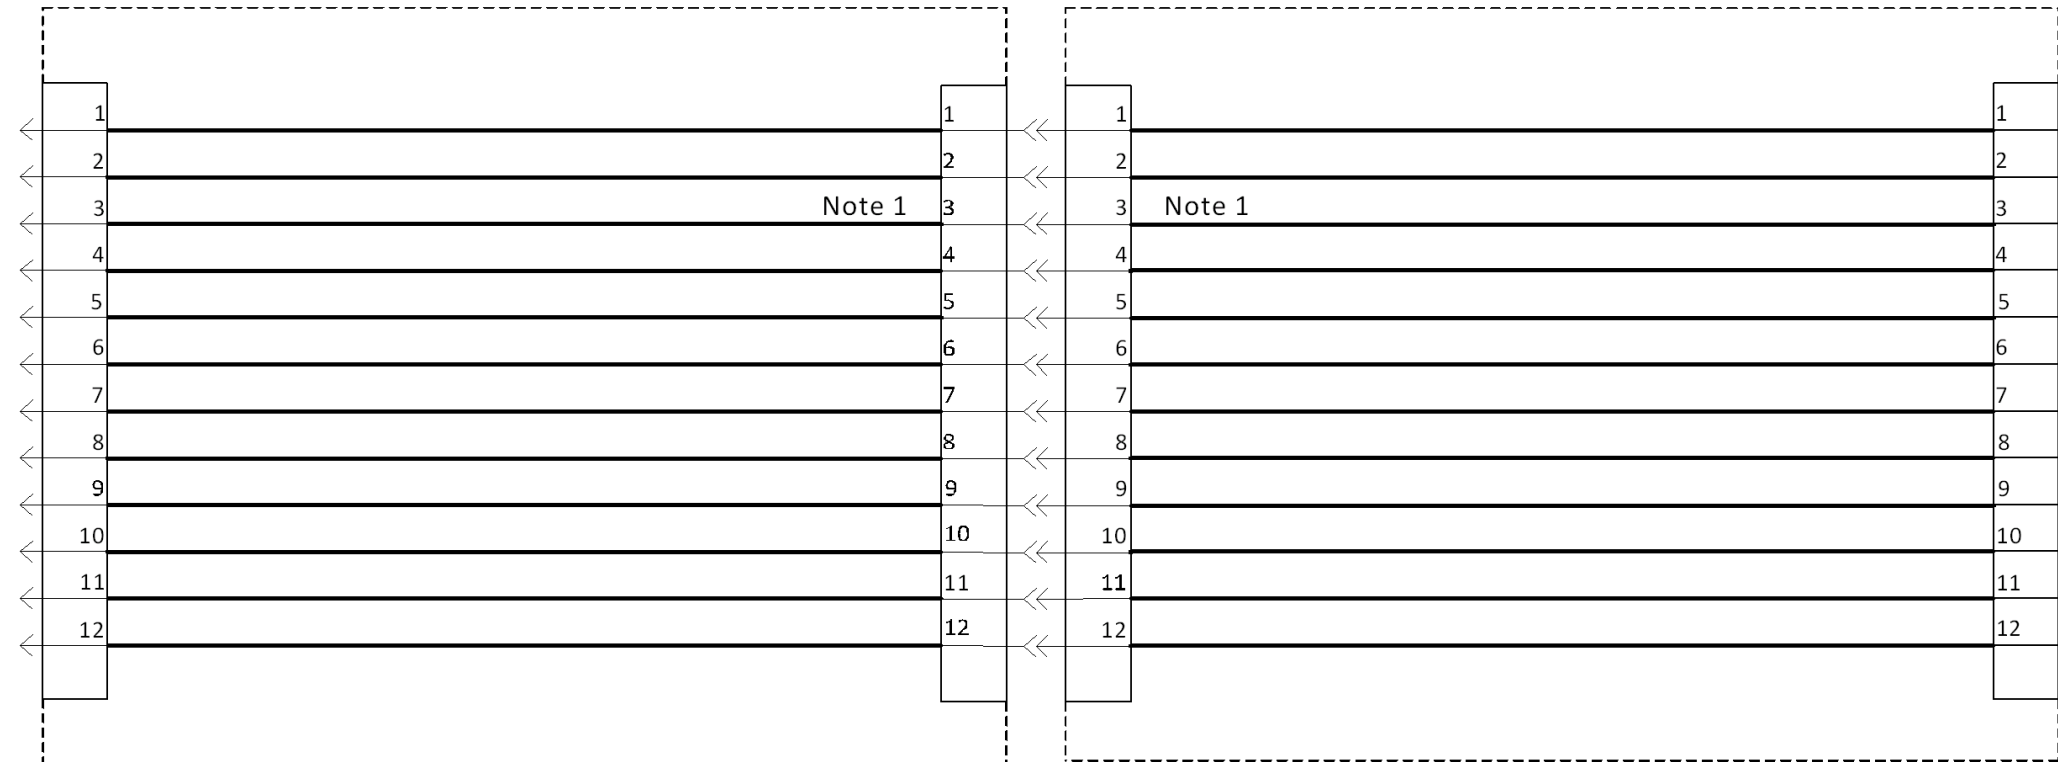 1 1 1 1
2 2 2 2
3 Note 1 3 3 Note 1 3
4 4 4 4
5 5 5 5
6 6 6 6
7 7 7 7
8 8 8 8
9 9 9 9
10 10 10 10
11 11 11 11
12 12 12 12